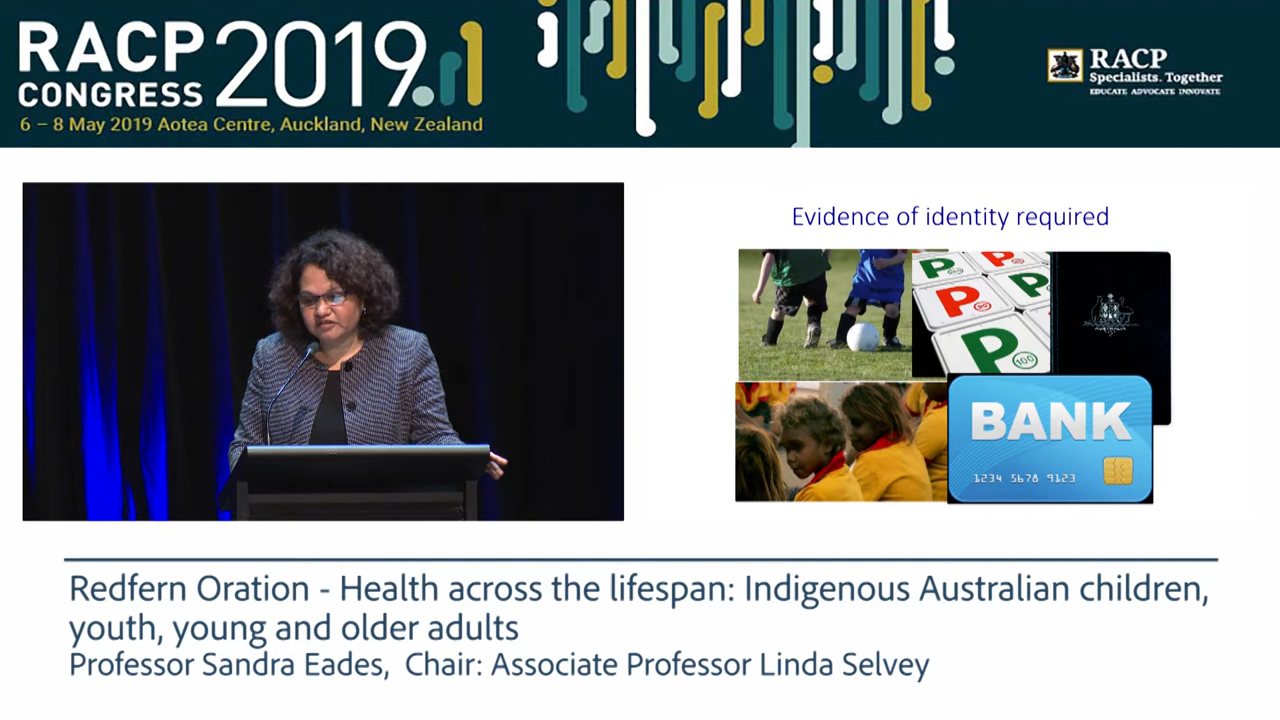 RACP
CONGRESS
2019
6 – 8 May 2019 Aotea Centre, Auckland, New Zealand
RACP
Specialists. Together
EDUCATE ADVOCATE INNOVATE
Evidence of identity required
P
P
P
P
P
100
AUSTRALIA
BANK
1234 5678 9123
Redfern Oration - Health across the lifespan: Indigenous Australian children,
youth, young and older adults
Professor Sandra Eades, Chair: Associate Professor Linda Selvey